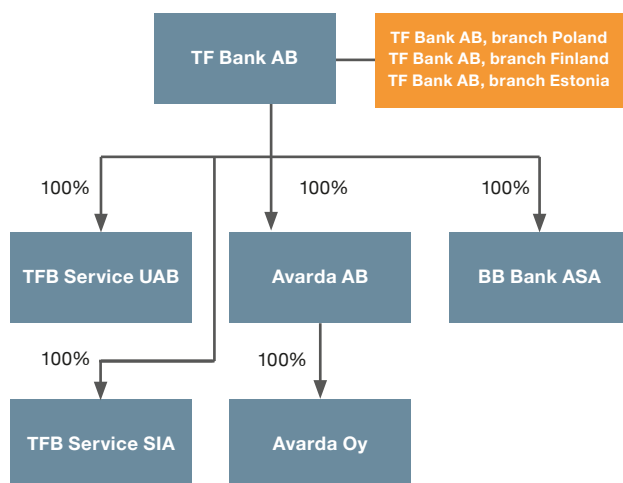 TF Bank AB
TF Bank AB, branch Poland
TF Bank AB, branch Finland
TF Bank AB, branch Estonia
100%
100%
100%
TFB Service UAB
Avarda AB
BB Bank ASA
100%
100%
TFB Service SIA
Avarda Oy